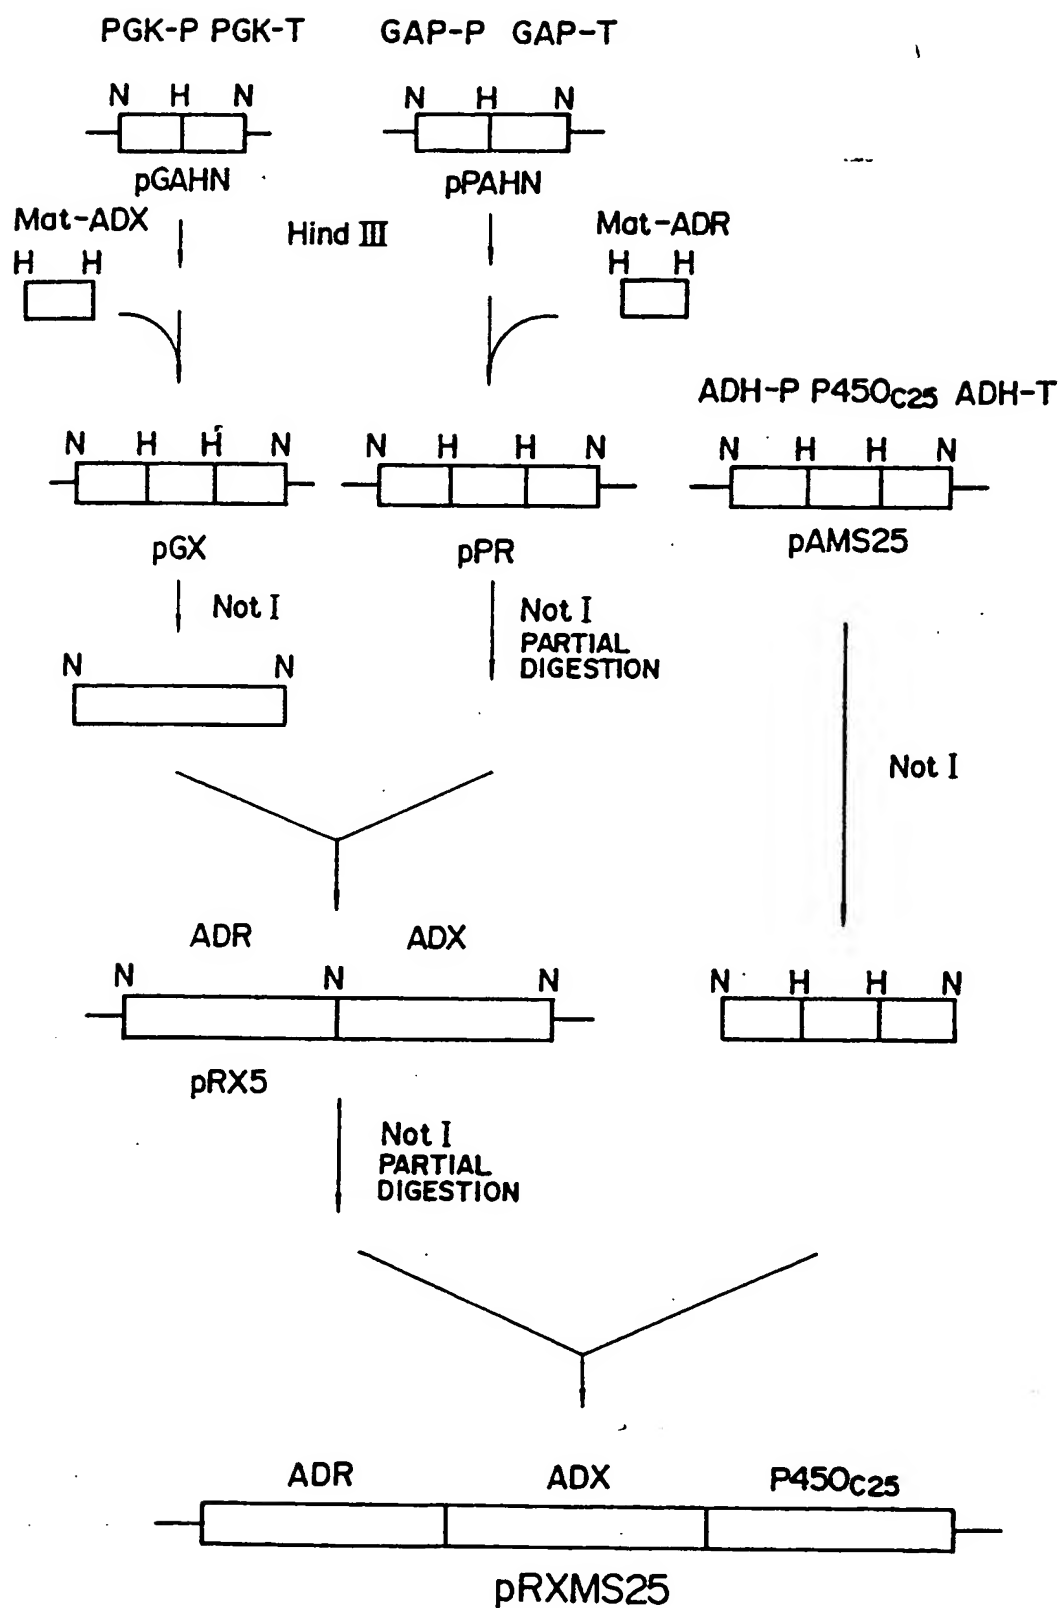 PGK-P PGK-T GAP-P GAP-T
N H N N H N
pGAHN pPAHN
Mat-ADX Hind III Mat-ADR
H H H H
ADH-P P450C25 ADH-T
N H H N N H H N N H H N
pGX pPR pAMS25
Not I Not I
PARTIAL
DIGESTION
N N
Not I
ADR ADX
N N N N H H N
pRX5
Not I
PARTIAL
DIGESTION
ADR ADX P450C25
pRXMS25